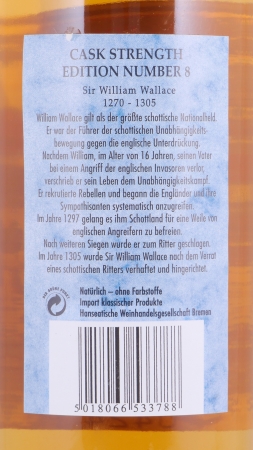 CASK STRENGTH
EDITION NUMBER 8
Sir William Wallace
1270 - 1305
William Wallace gilt als der größte schottische Nationalheld.
Er war der Führer der schottischen Unabhängigkeits-
bewegung gegen die englische Unterdrückung.
Nachdem William, im Alter von 16 Jahren, seinen Vater
bei einem Angriff der englischen Invasoren verlor,
verschrieb er sein Leben dem Unabhängigkeitskampf.
Er rekrutierte Rebellen und begann die Engländer und ihre
Sympathisanten systematisch anzugreifen.
Im Jahre 1297 gelang es ihm Schottland für eine Weile von
englischen Angreifern zu befreien.
Nach weiteren Siegen wurde er zum Ritter geschlagen.
Im Jahre 1305 wurde Sir William Wallace nach dem Verrat
eines schottischen Ritters verhaftet und hingerichtet.
Natürlich – ohne Farbstoffe
Import klassischer Produkte
Hanseatische Weinhandelsgesellschaft Bremen
5 018066 533788